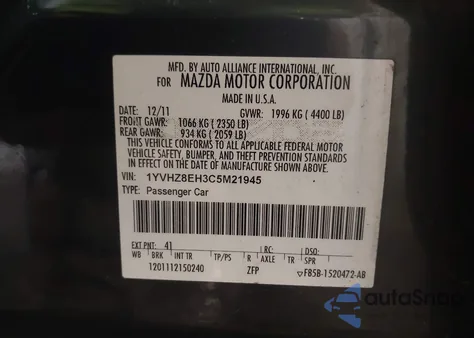 MFD. BY AUTO ALLIANCE INTERNATIONAL, INC.
FOR MAZDA MOTOR CORPORATION
MADE IN U.S.A.
DATE: 12/11 GVWR: 1996 KG (4400 LB)
FRONT GAWR: 1066 KG (2350 LB)
REAR GAWR: 934 KG (2059 LB)
THIS VEHICLE CONFORMS TO ALL APPLICABLE FEDERAL MOTOR
VEHICLE SAFETY, BUMPER, AND THEFT PREVENTION STANDARDS
IN EFFECT ON THE DATE OF MANUFACTURE SHOWN ABOVE.
VIN: 1YVHZ8EH3C5M21945
TYPE: Passenger Car
EXT PNT: 41 RC: DSO:
WB BRK INT TR TP/PS R AXLE TR SPR
1201112150240 ZFP F8SB-1520472-AB